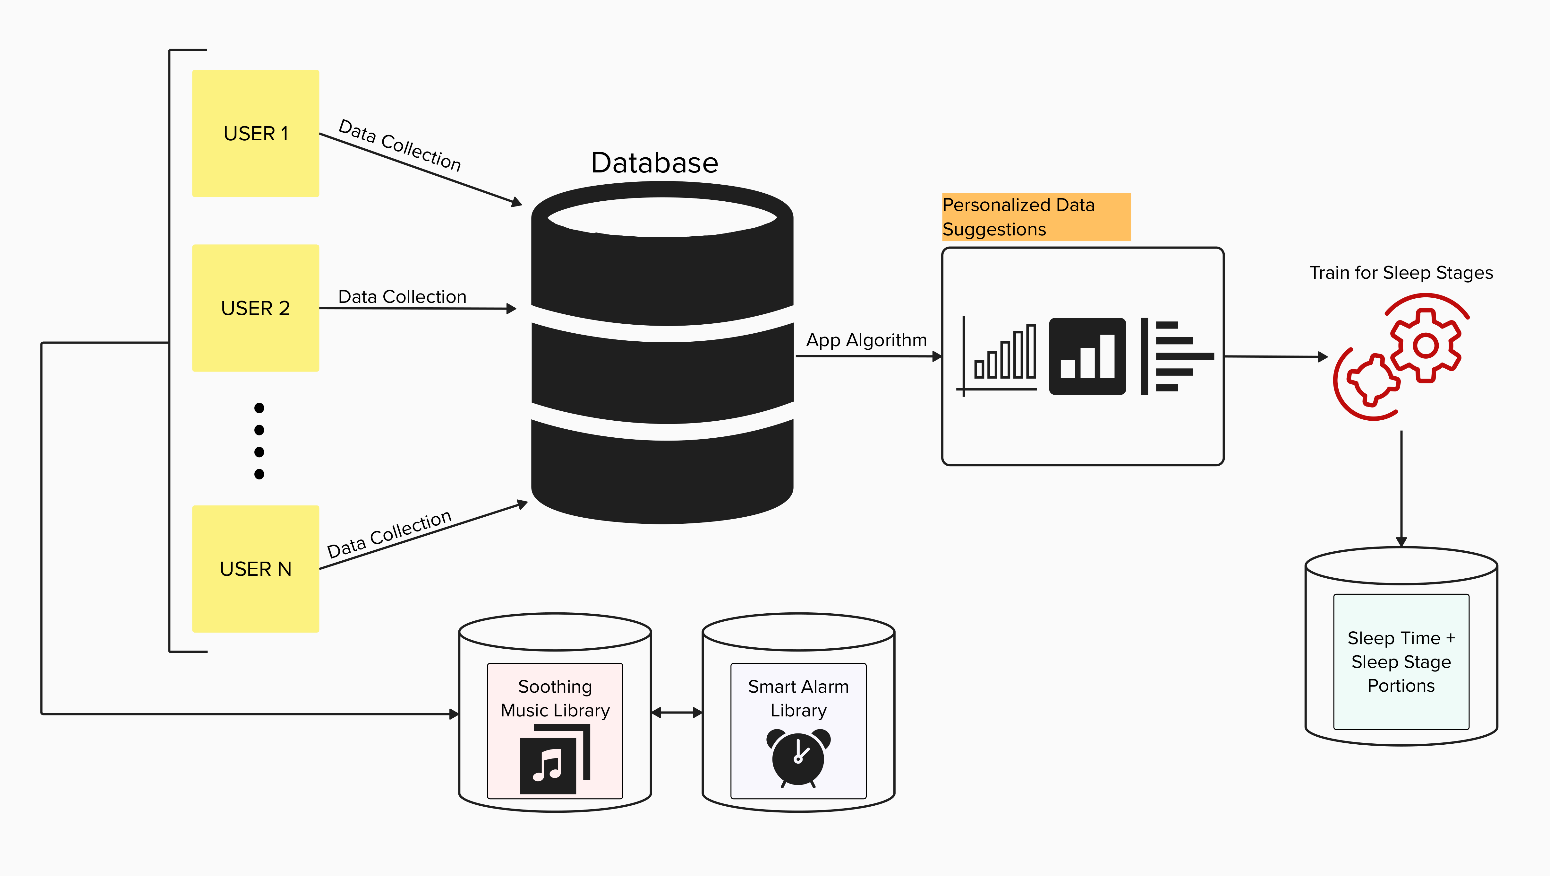 USER 1
Data Collection
USER 2
Data Collection
USER N
Data Collection
Database
App Algorithm
Personalized Data
Suggestions
Train for Sleep Stages
Sleep Time +
Sleep Stage
Portions
Soothing
Music Library
Smart Alarm
Library